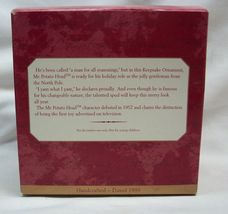 He's been called "a man for all seasonings," but in this Keepsake Ornament,
Mr. Potato Head™ is ready for his holiday role as the jolly gentleman from
the North Pole.
"I yam what I yam," he declares proudly. And even though he is famous
for his changeable nature, the talented spud will keep this merry look
all year.
The Mr. Potato Head™ character debuted in 1952 and claims the distinction
of being the first toy advertised on television.
Handcrafted – Dated 1999